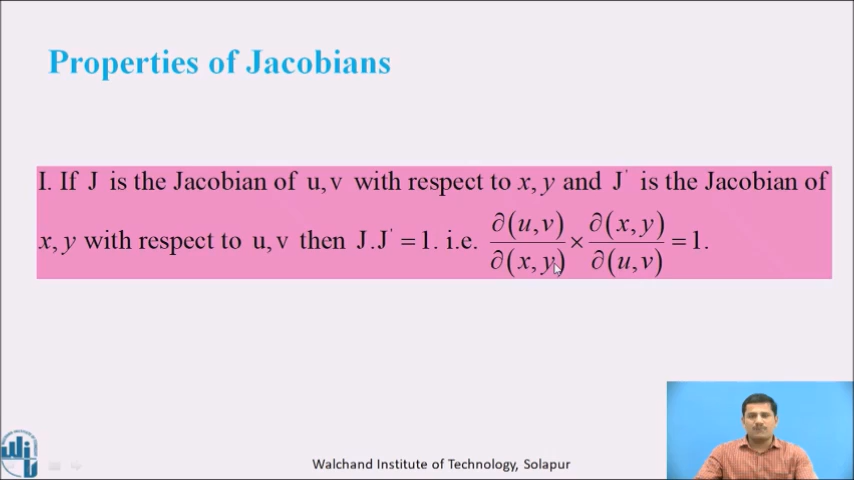 Properties of Jacobians
I. If J is the Jacobian of u, v with respect to x, y and J' is the Jacobian of
x, y with respect to u, v then J.J' = 1. i.e. ∂(u,v)/∂(x,y) × ∂(x,y)/∂(u,v) = 1.
Walchand Institute of Technology, Solapur